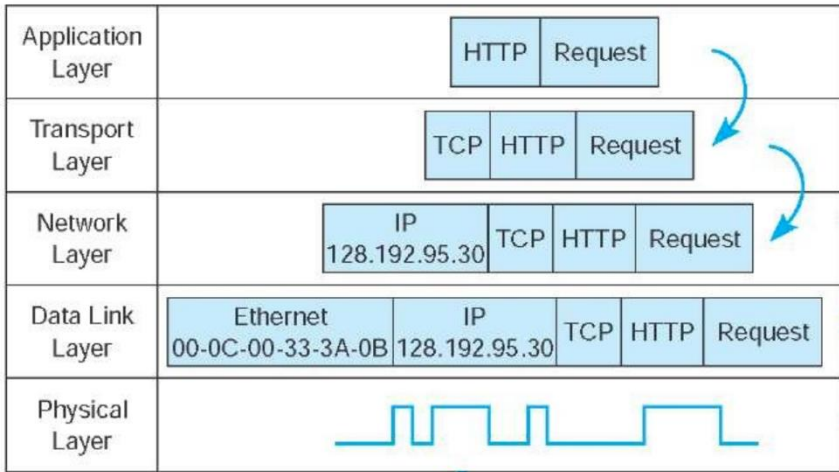 Application
Layer
HTTP Request
Transport
Layer
TCP HTTP Request
Network
Layer
IP
128.192.95.30
TCP HTTP Request
Data Link
Layer
Ethernet
00-0C-00-33-3A-0B
IP
128.192.95.30
TCP HTTP Request
Physical
Layer